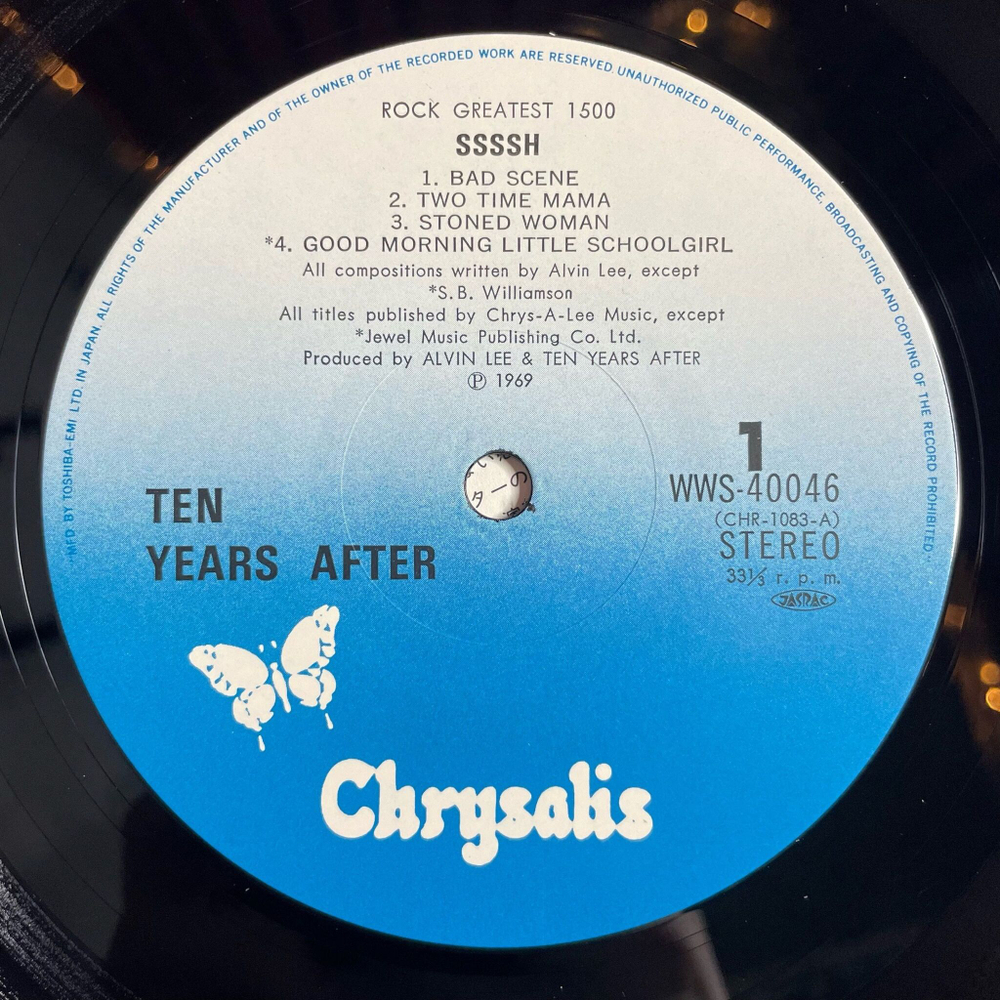 MFD BY TOSHIBA-EMI LTD. IN JAPAN. ALL RIGHTS OF THE MANUFACTURER AND OF THE OWNER OF THE RECORDED WORK ARE RESERVED. UNAUTHORIZED PUBLIC PERFORMANCE, BROADCASTING AND COPYING OF THE RECORD PROHIBITED.
ROCK GREATEST 1500
SSSSH
1. BAD SCENE
2. TWO TIME MAMA
3. STONED WOMAN
*4. GOOD MORNING LITTLE SCHOOLGIRL
All compositions written by Alvin Lee, except
*S. B. Williamson
All titles published by Chrys-A-Lee Music, except
*Jewel Music Publishing Co. Ltd.
Produced by ALVIN LEE & TEN YEARS AFTER
Ⓟ 1969
1
WWS-40046
(CHR-1083-A)
STEREO
33⅓ r. p. m.
JASRAC
TEN
YEARS AFTER
Chrysalis